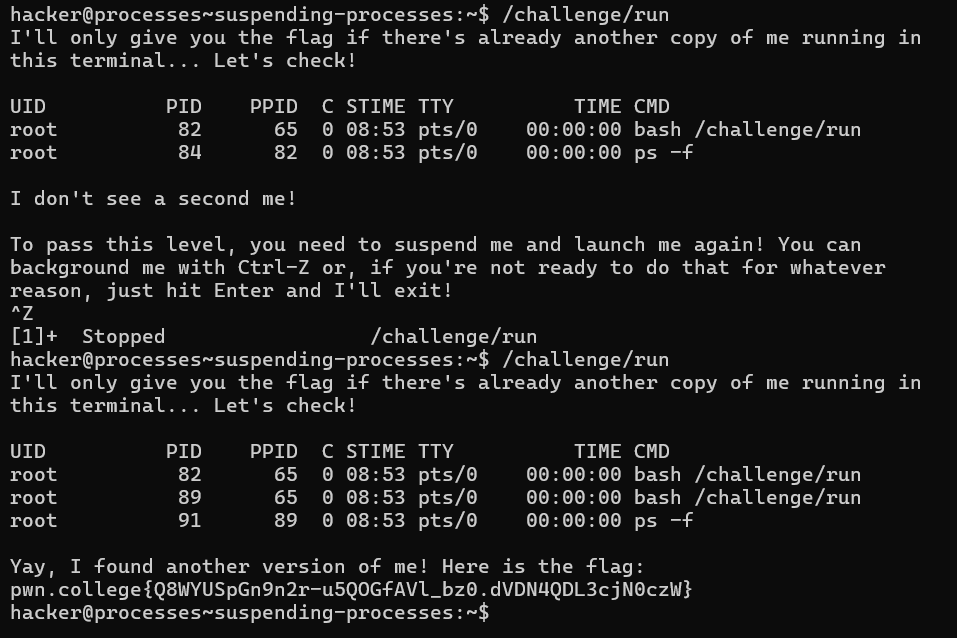 hacker@processes~suspending-processes:~$ /challenge/run
I'll only give you the flag if there's already another copy of me running in
this terminal... Let's check!
UID          PID    PPID  C STIME TTY          TIME CMD
root          82      65  0 08:53 pts/0    00:00:00 bash /challenge/run
root          84      82  0 08:53 pts/0    00:00:00 ps -f
I don't see a second me!
To pass this level, you need to suspend me and launch me again! You can
background me with Ctrl-Z or, if you're not ready to do that for whatever
reason, just hit Enter and I'll exit!
^Z
[1]+  Stopped                 /challenge/run
hacker@processes~suspending-processes:~$ /challenge/run
I'll only give you the flag if there's already another copy of me running in
this terminal... Let's check!
UID          PID    PPID  C STIME TTY          TIME CMD
root          82      65  0 08:53 pts/0    00:00:00 bash /challenge/run
root          89      65  0 08:53 pts/0    00:00:00 bash /challenge/run
root          91      89  0 08:53 pts/0    00:00:00 ps -f
Yay, I found another version of me! Here is the flag:
pwn.college{Q8WYUSpGn9n2r-u5QOGfAVl_bz0.dVDN4QDL3cjN0czW}
hacker@processes~suspending-processes:~$